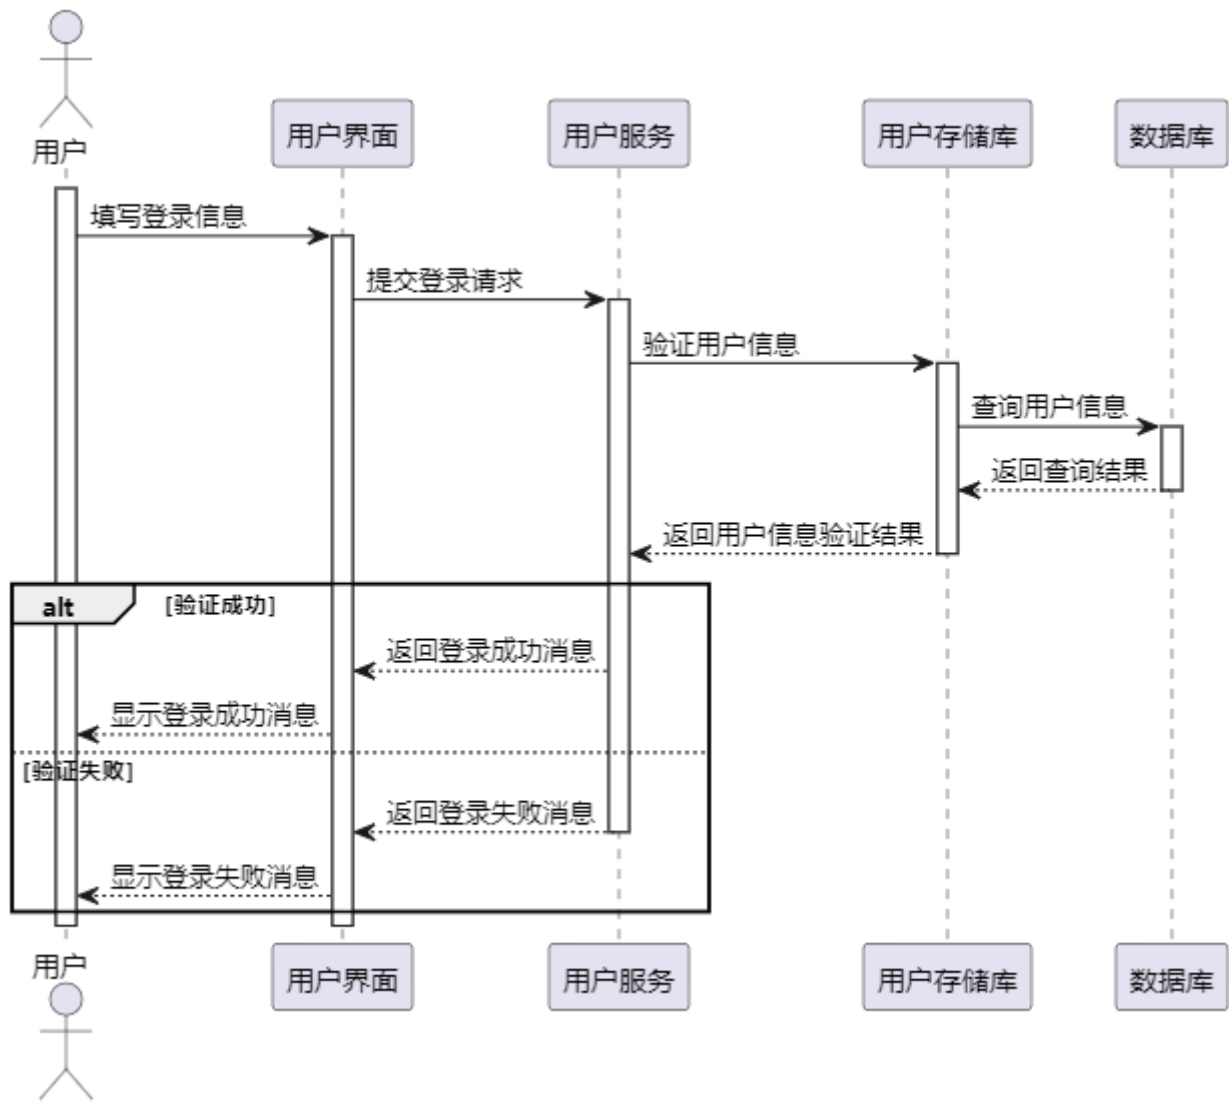 用户
用户界面
用户服务
用户存储库
数据库
填写登录信息
提交登录请求
验证用户信息
查询用户信息
返回查询结果
返回用户信息验证结果
alt [验证成功]
返回登录成功消息
显示登录成功消息
[验证失败]
返回登录失败消息
显示登录失败消息
用户
用户界面
用户服务
用户存储库
数据库